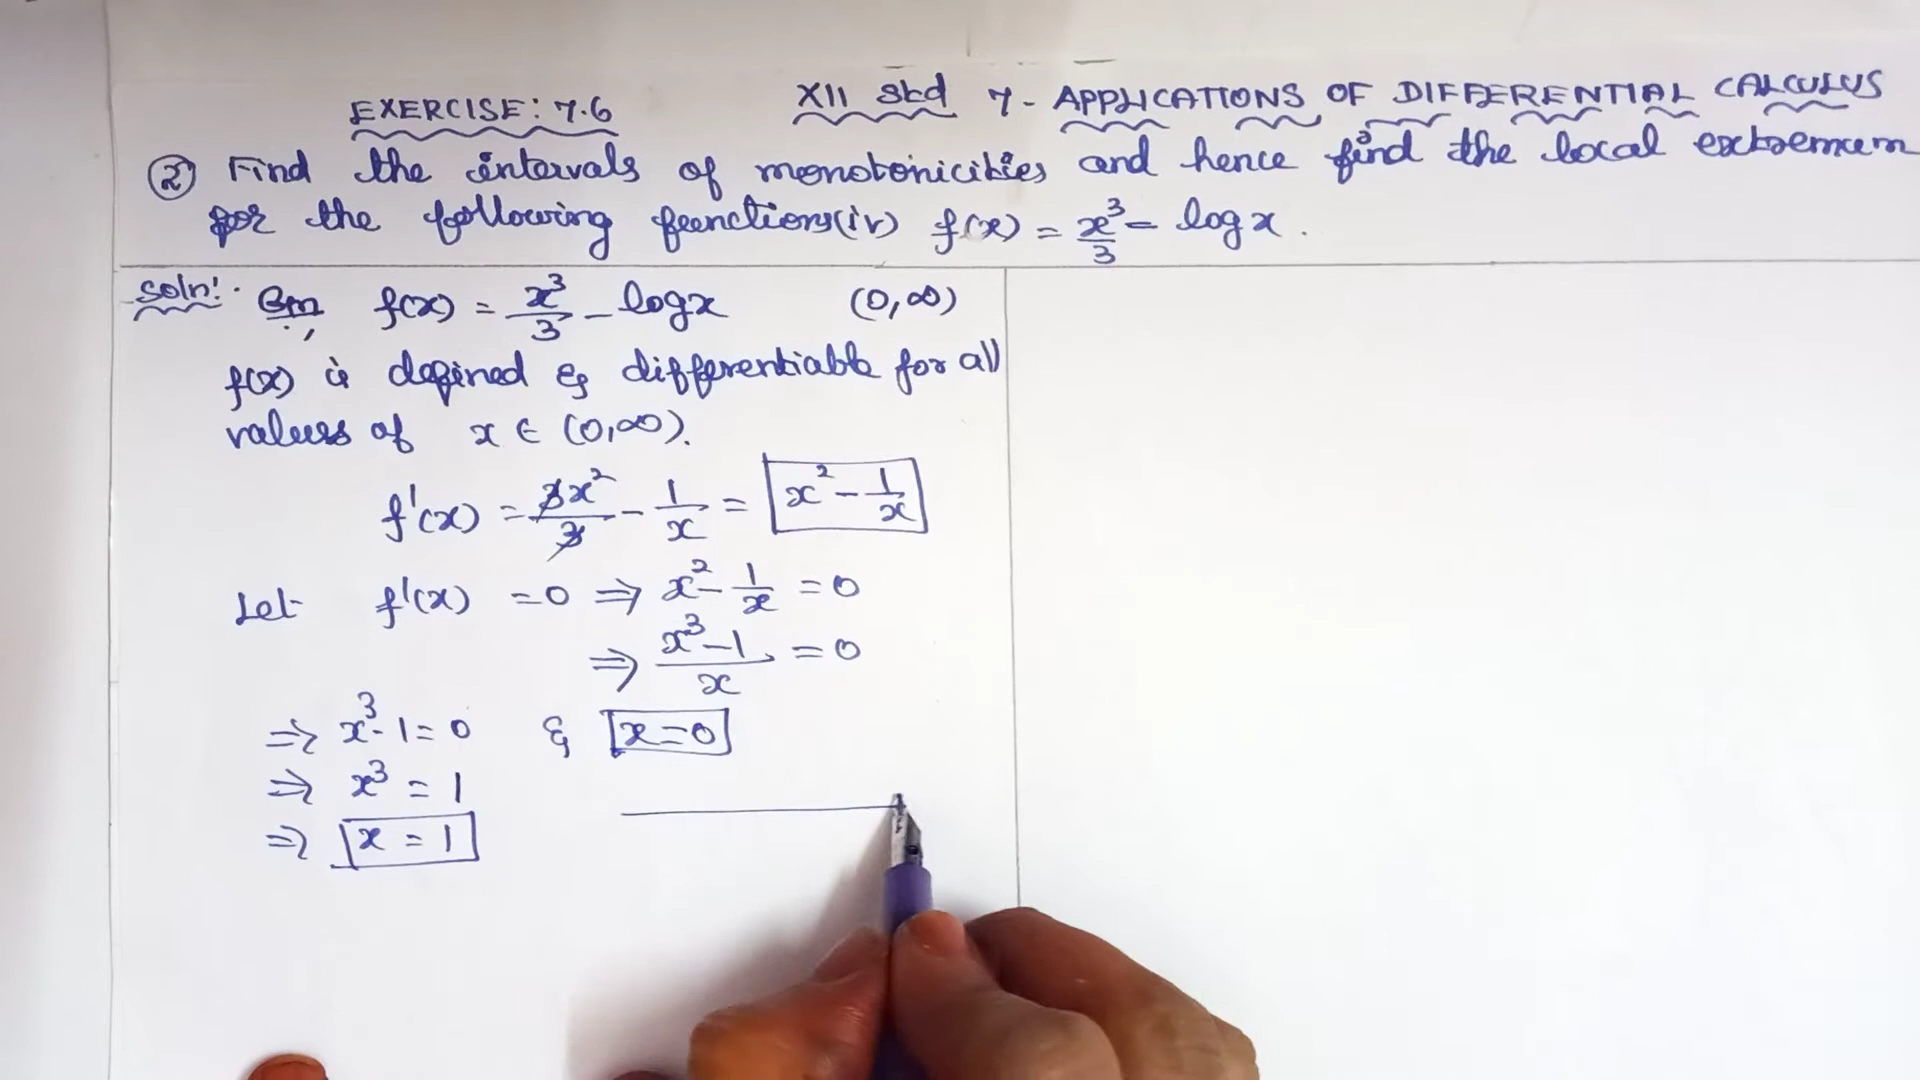 EXERCISE: 7.6 XII Std 7- APPLICATIONS OF DIFFERENTIAL CALCULUS
② Find the intervals of monotonicities and hence find the local extremum
for the following functions (iv) f(x) = x³/3 - log x.
Soln: Gn f(x) = x³/3 - log x (0,∞)
f(x) is defined & differentiable for all
values of x ∈ (0,∞).
f'(x) = 3x²/3 - 1/x = x² - 1/x
Let f'(x) = 0 ⇒ x² - 1/x = 0
⇒ x³-1/x = 0
⇒ x³-1 = 0 & x=0
⇒ x³ = 1
⇒ x = 1